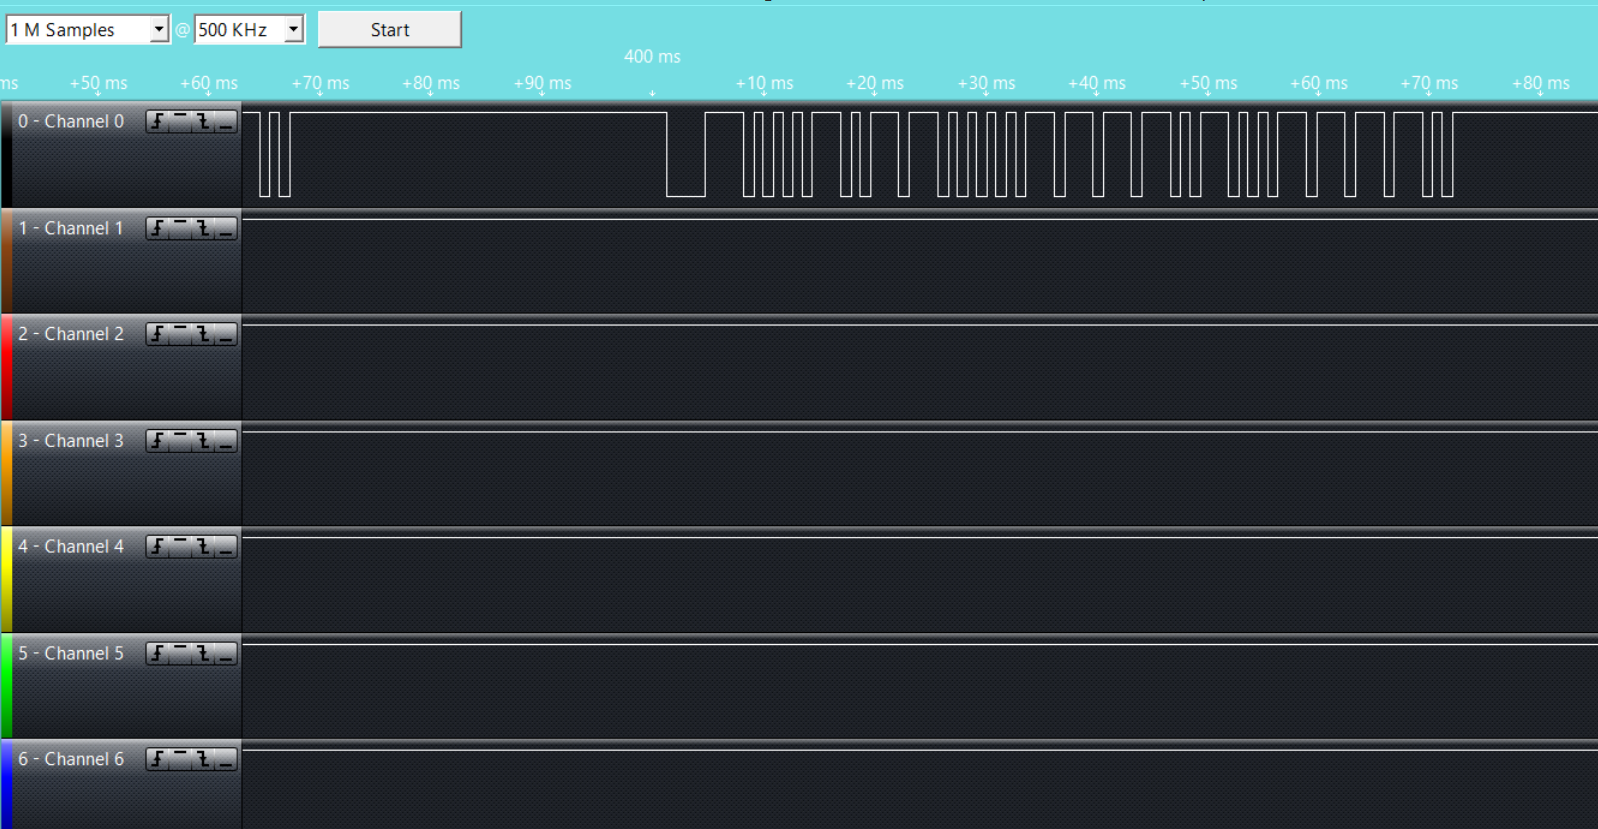 1 M Samples @ 500 KHz Start
400 ms
ms +50 ms +60 ms +70 ms +80 ms +90 ms +10 ms +20 ms +30 ms +40 ms +50 ms +60 ms +70 ms +80 ms
0 - Channel 0
1 - Channel 1
2 - Channel 2
3 - Channel 3
4 - Channel 4
5 - Channel 5
6 - Channel 6